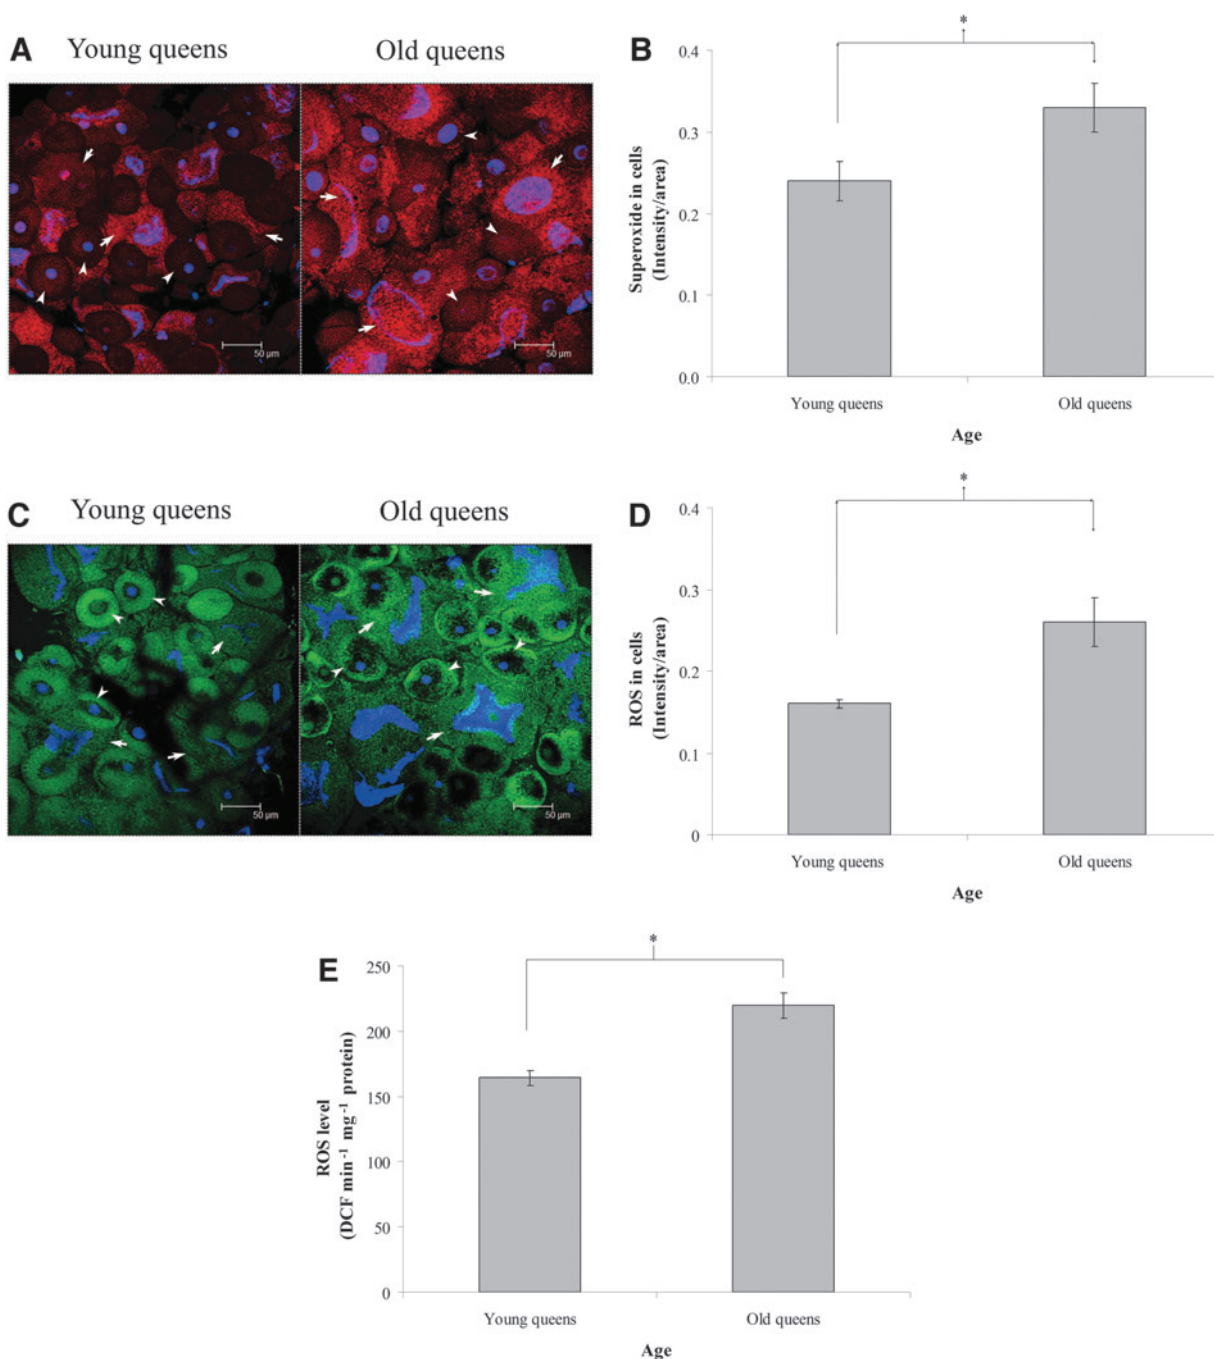 A
Young queens
Old queens
50 µm
50 µm
B
*
0.4
0.3
0.2
0.1
0.0
Superoxide in cells
(Intensity/area)
Young queens
Old queens
Age
C
Young queens
Old queens
50 µm
50 µm
D
*
0.4
0.3
0.2
0.1
0
ROS in cells
(Intensity/area)
Young queens
Old queens
Age
E
*
250
200
150
100
50
0
ROS level
(DCF min⁻¹ mg⁻¹ protein)
Young queens
Old queens
Age